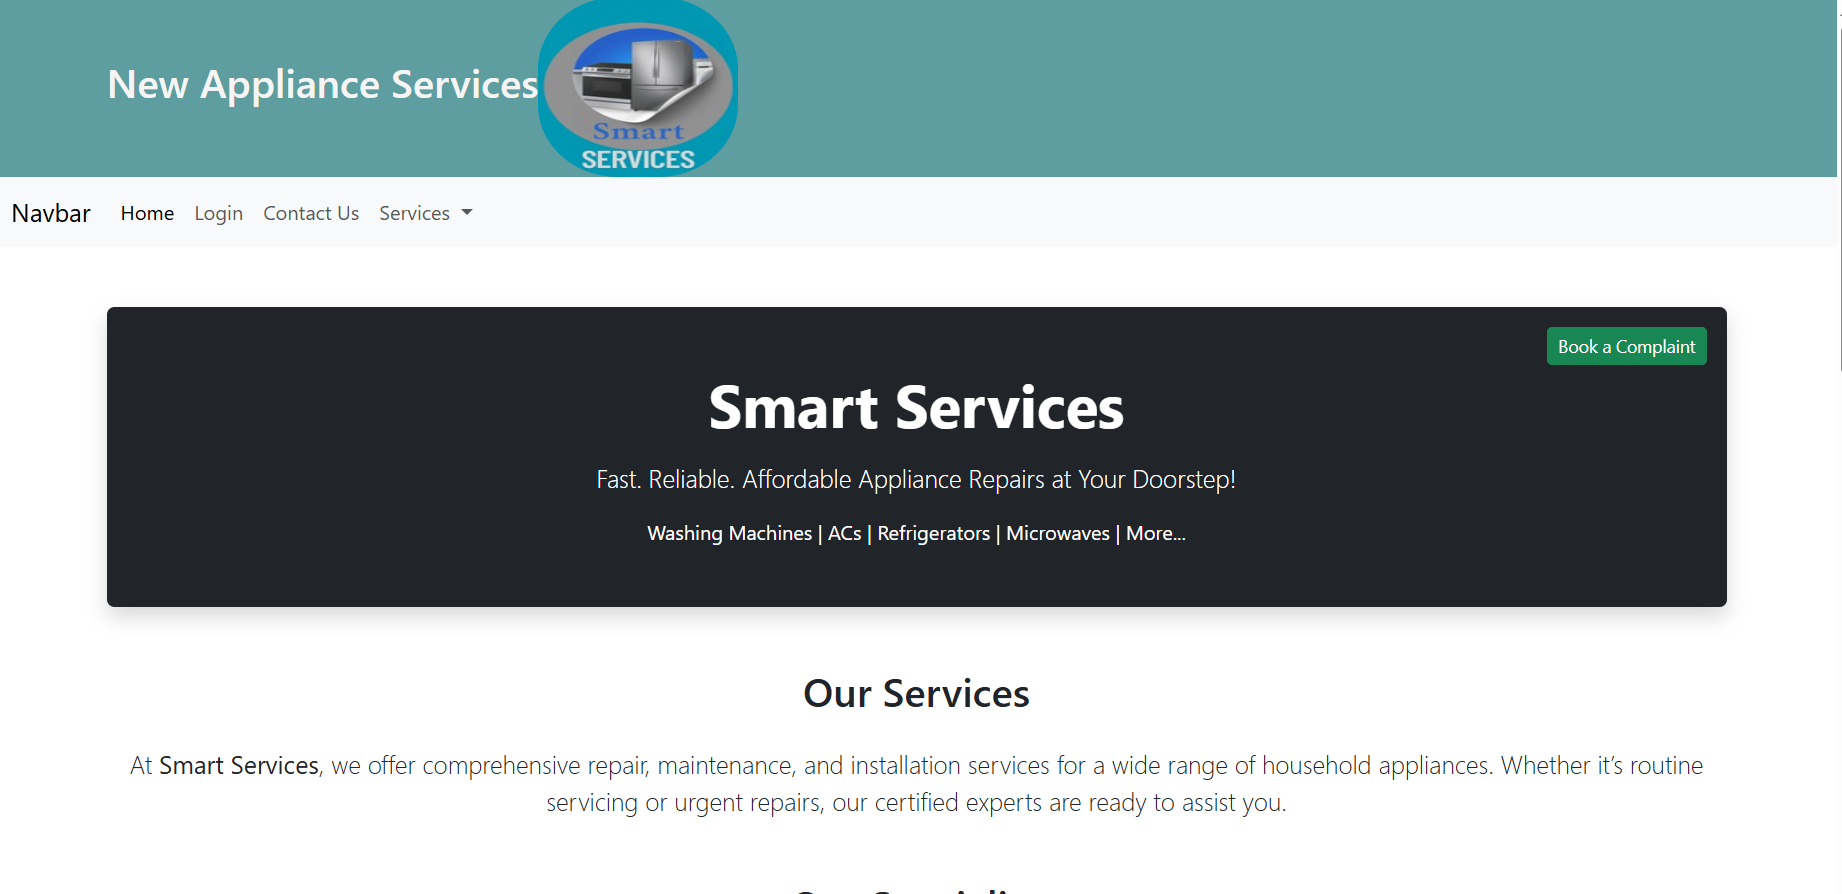 New Appliance Services
Smart
SERVICES
Navbar Home Login Contact Us Services
Book a Complaint
Smart Services
Fast. Reliable. Affordable Appliance Repairs at Your Doorstep!
Washing Machines | ACs | Refrigerators | Microwaves | More...
Our Services
At Smart Services, we offer comprehensive repair, maintenance, and installation services for a wide range of household appliances. Whether it’s routine
servicing or urgent repairs, our certified experts are ready to assist you.